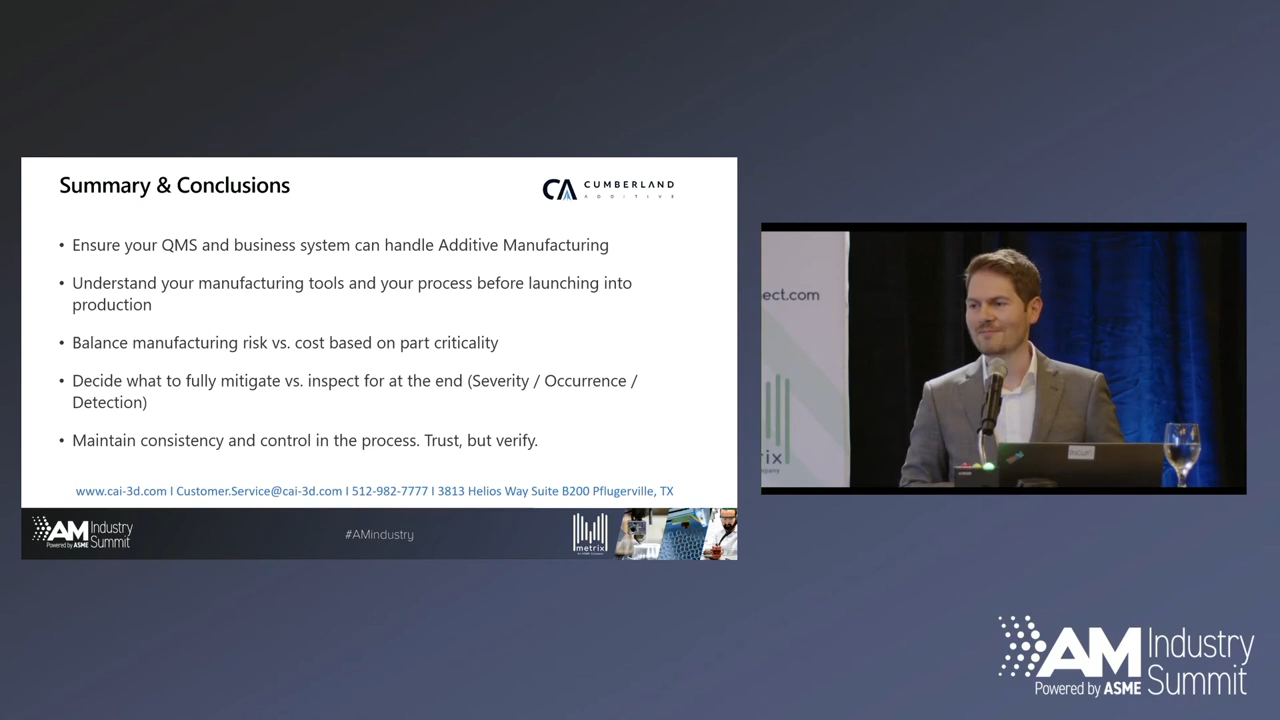 Summary & Conclusions
CA CUMBERLAND
ADDITIVE
• Ensure your QMS and business system can handle Additive Manufacturing
• Understand your manufacturing tools and your process before launching into
production
• Balance manufacturing risk vs. cost based on part criticality
• Decide what to fully mitigate vs. inspect for at the end (Severity / Occurrence /
Detection)
• Maintain consistency and control in the process. Trust, but verify.
www.cai-3d.com I Customer.Service@cai-3d.com I 512-982-7777 I 3813 Helios Way Suite B200 Pflugerville, TX
AM Industry
Summit
Powered by ASME
#AMindustry
metrix
ect.com
rix
mpany
AM Industry
Summit
Powered by ASME